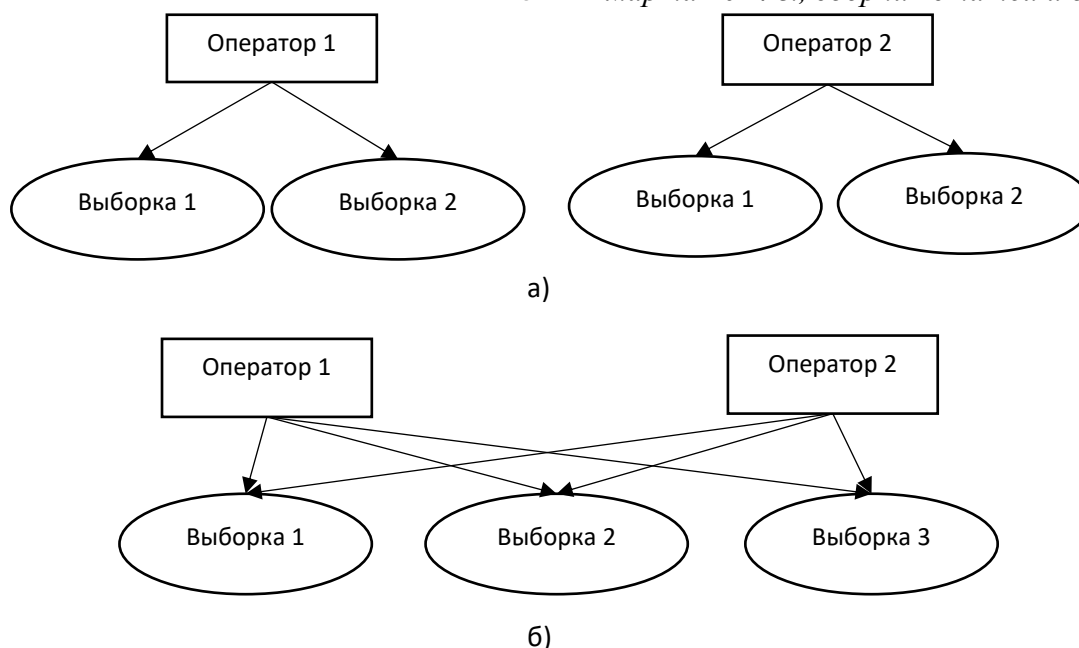 Оператор 1 Оператор 2
Выборка 1 Выборка 2 Выборка 1 Выборка 2
а)
Оператор 1 Оператор 2
Выборка 1 Выборка 2 Выборка 3
б)